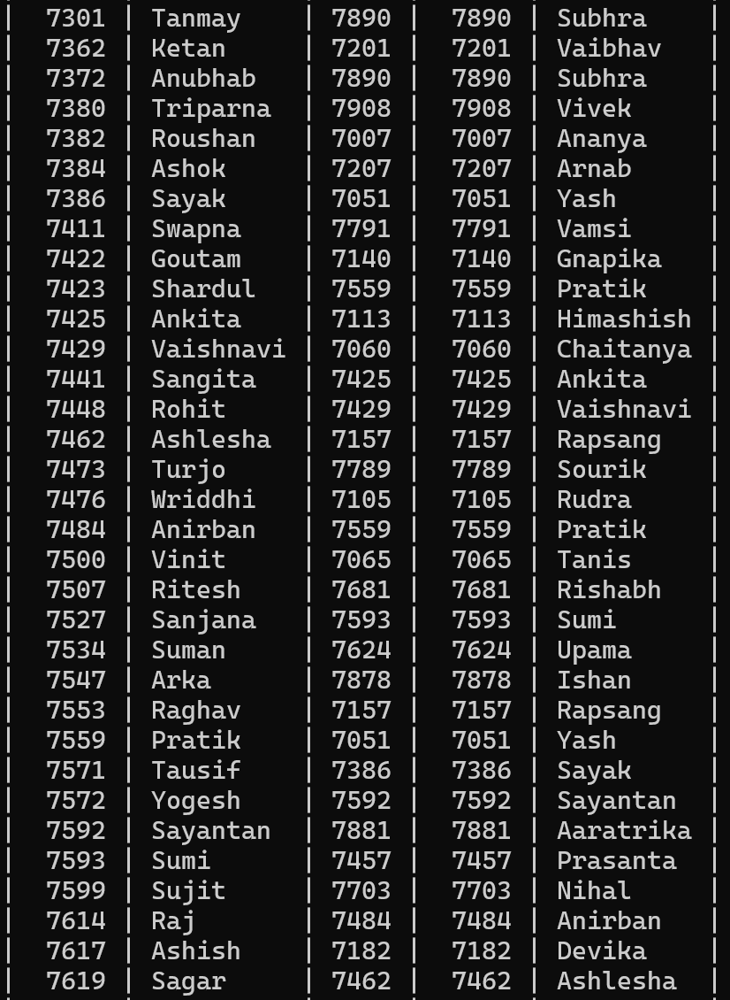 | 7301 | Tanmay | 7890 | 7890 | Subhra |
| 7362 | Ketan | 7201 | 7201 | Vaibhav |
| 7372 | Anubhab | 7890 | 7890 | Subhra |
| 7380 | Triparna | 7908 | 7908 | Vivek |
| 7382 | Roushan | 7007 | 7007 | Ananya |
| 7384 | Ashok | 7207 | 7207 | Arnab |
| 7386 | Sayak | 7051 | 7051 | Yash |
| 7411 | Swapna | 7791 | 7791 | Vamsi |
| 7422 | Goutam | 7140 | 7140 | Gnapika |
| 7423 | Shardul | 7559 | 7559 | Pratik |
| 7425 | Ankita | 7113 | 7113 | Himashish |
| 7429 | Vaishnavi | 7060 | 7060 | Chaitanya |
| 7441 | Sangita | 7425 | 7425 | Ankita |
| 7448 | Rohit | 7429 | 7429 | Vaishnavi |
| 7462 | Ashlesha | 7157 | 7157 | Rapsang |
| 7473 | Turjo | 7789 | 7789 | Sourik |
| 7476 | Wriddhi | 7105 | 7105 | Rudra |
| 7484 | Anirban | 7559 | 7559 | Pratik |
| 7500 | Vinit | 7065 | 7065 | Tanis |
| 7507 | Ritesh | 7681 | 7681 | Rishabh |
| 7527 | Sanjana | 7593 | 7593 | Sumi |
| 7534 | Suman | 7624 | 7624 | Upama |
| 7547 | Arka | 7878 | 7878 | Ishan |
| 7553 | Raghav | 7157 | 7157 | Rapsang |
| 7559 | Pratik | 7051 | 7051 | Yash |
| 7571 | Tausif | 7386 | 7386 | Sayak |
| 7572 | Yogesh | 7592 | 7592 | Sayantan |
| 7592 | Sayantan | 7881 | 7881 | Aaratrika |
| 7593 | Sumi | 7457 | 7457 | Prasanta |
| 7599 | Sujit | 7703 | 7703 | Nihal |
| 7614 | Raj | 7484 | 7484 | Anirban |
| 7617 | Ashish | 7182 | 7182 | Devika |
| 7619 | Sagar | 7462 | 7462 | Ashlesha |